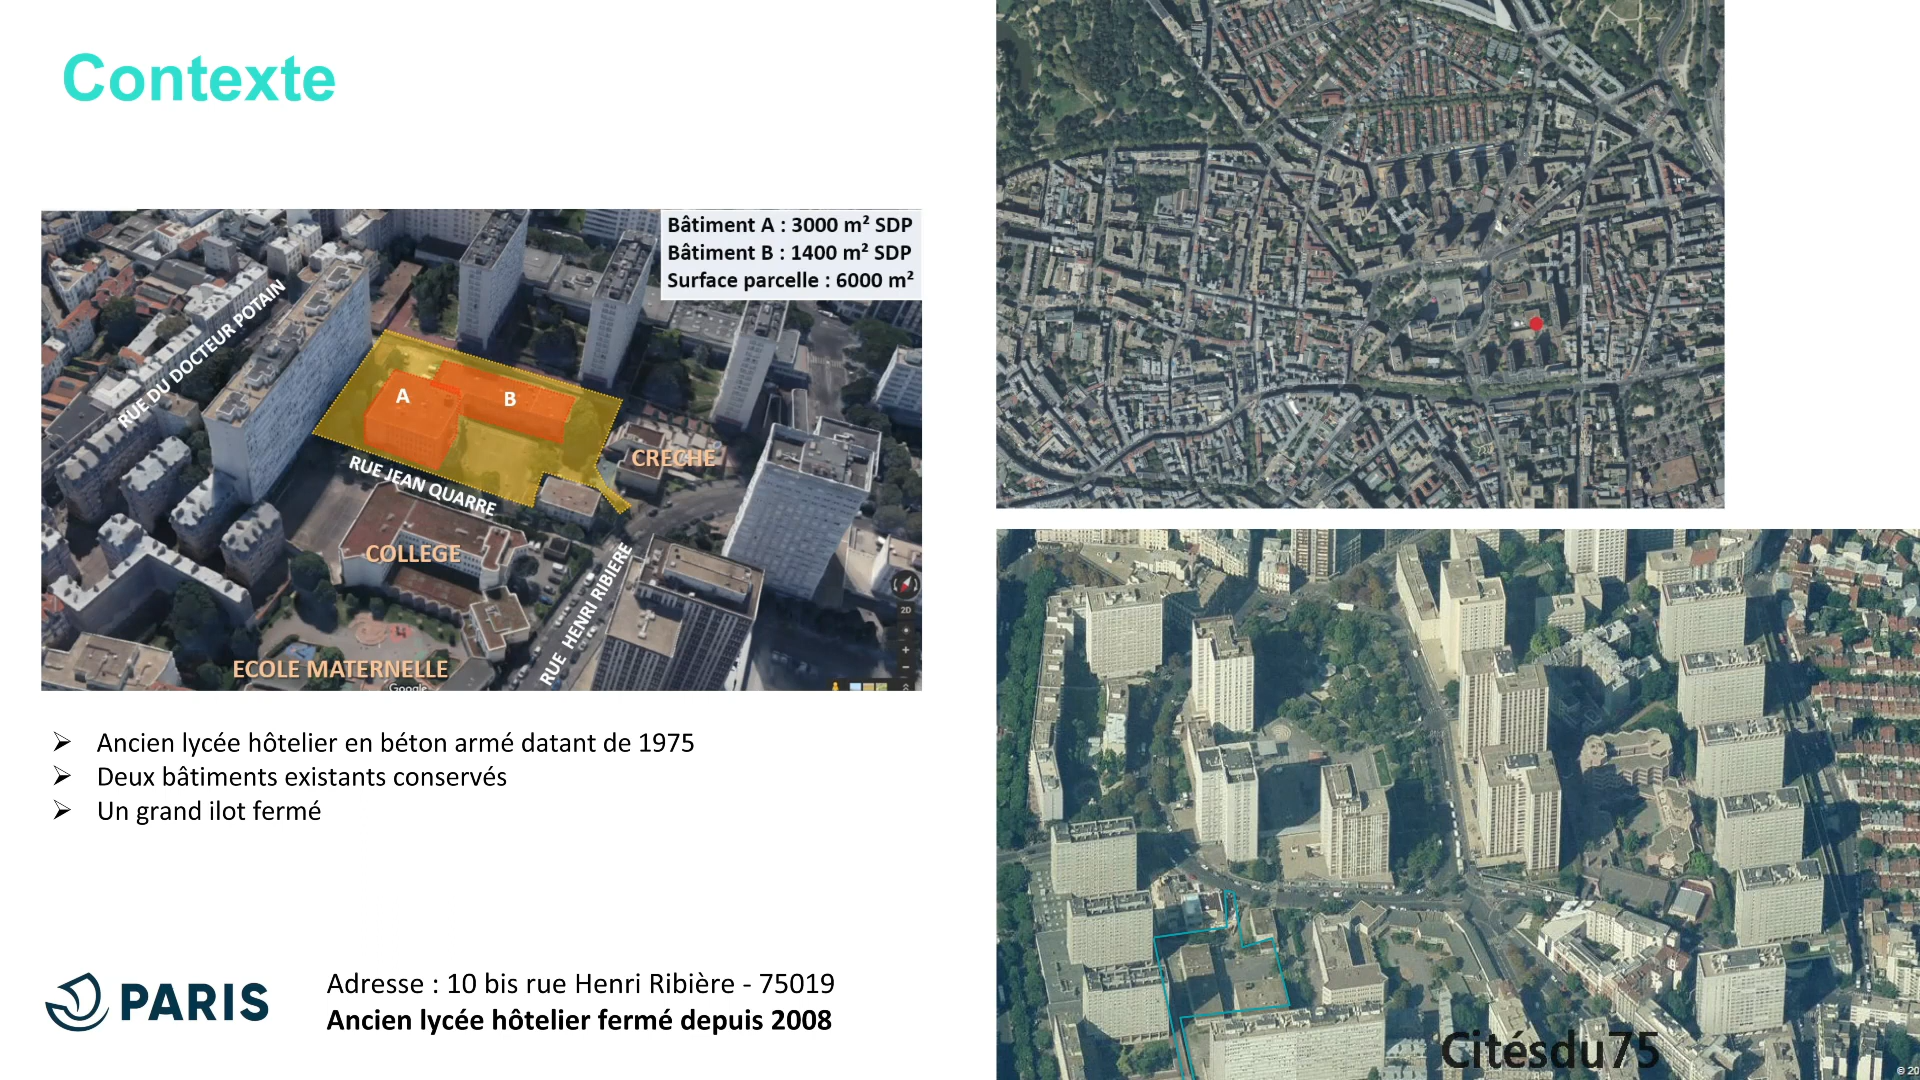 Contexte
Bâtiment A : 3000 m² SDP
Bâtiment B : 1400 m² SDP
Surface parcelle : 6000 m²
RUE DU DOCTEUR POTAIN
A
B
CRECHE
RUE JEAN QUARRE
COLLEGE
RUE HENRI RIBIERE
ECOLE MATERNELLE
Google
2D
➢ Ancien lycée hôtelier en béton armé datant de 1975
➢ Deux bâtiments existants conservés
➢ Un grand ilot fermé
PARIS
Adresse : 10 bis rue Henri Ribière - 75019
Ancien lycée hôtelier fermé depuis 2008
Citésdu75
© 20